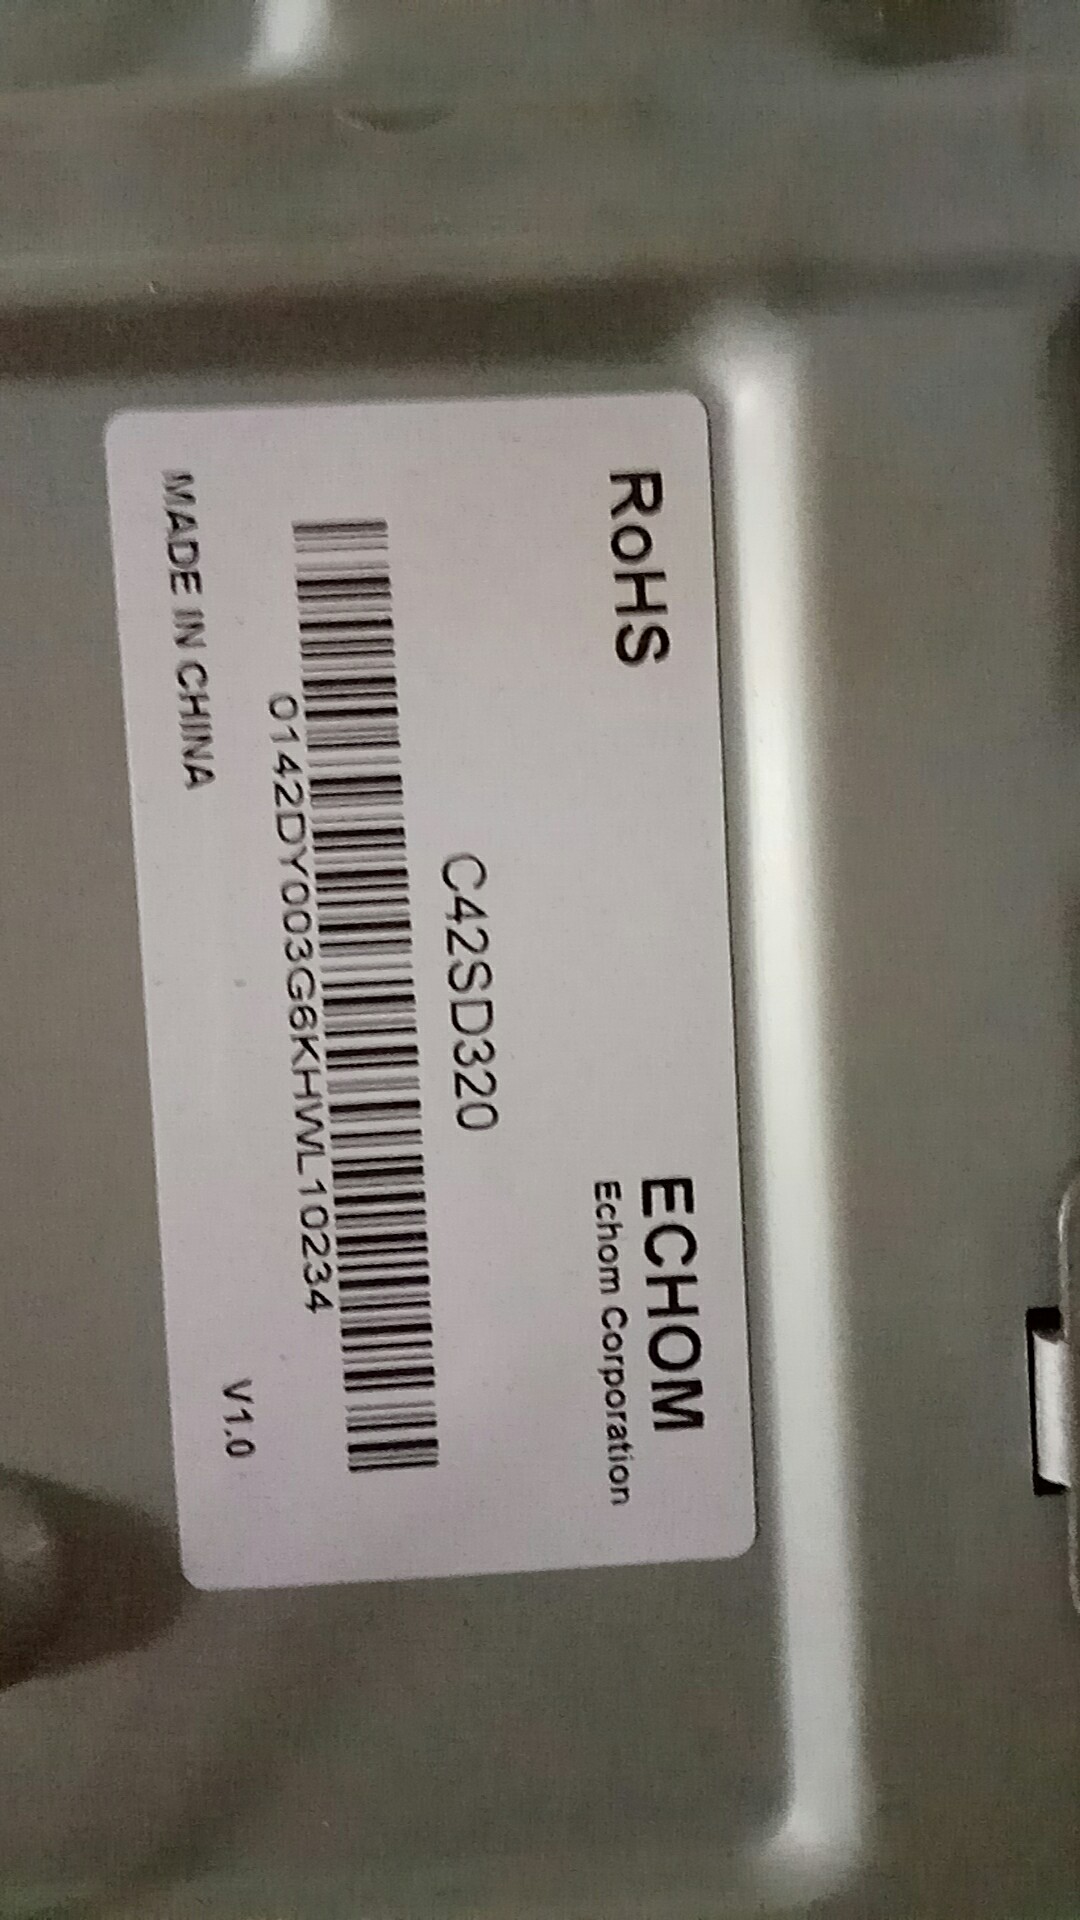 RoHS
ECHOM
Echom Corporation
C42SD320
0142DY003G6KHWL10234
MADE IN CHINA
V1.0